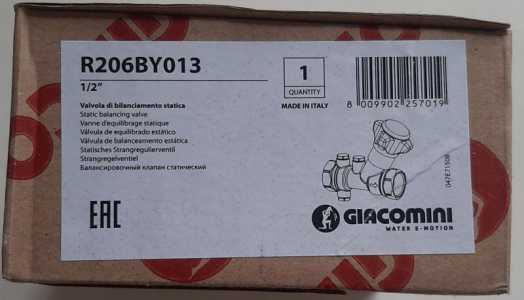 R206BY013
1/2"
1
QUANTITY
MADE IN ITALY
8 009902 257019
Valvola di bilanciamento statica
Static balancing valve
Vanne d'equilibrage statique
Válvula de equilibrado estático
Válvula de balanceamento estática
Statisches Strangregulierventil
Strangregelventiel
Балансировочный клапан статический
EAC
GIACOMINI
WATER E-MOTION